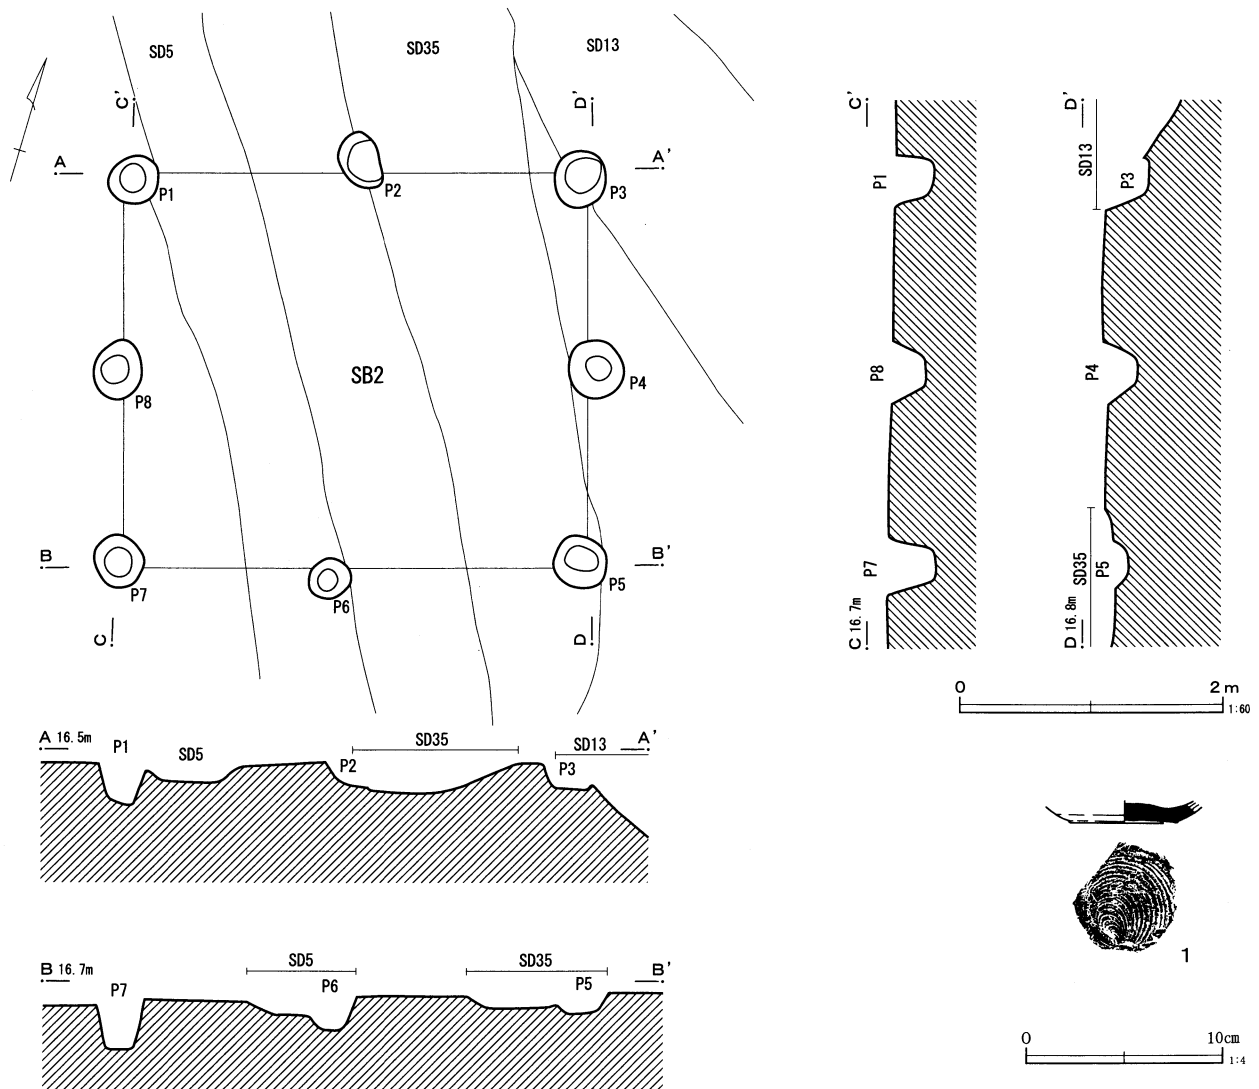 SD5
SD35
SD13
C'
D'
A
A'
P1
P2
P3
P8
SB2
P4
B
B'
P7
P6
P5
C
D
C'
D'
SD13
P1
P3
P8
P4
P7
SD35
P5
C 16.7m
D 16.8m
0 2m
1:60
A 16.5m
P1
SD5
P2
SD35
P3
SD13
A'
B 16.7m
P7
SD5
P6
SD35
P5
B'
1
0 10cm
1:4